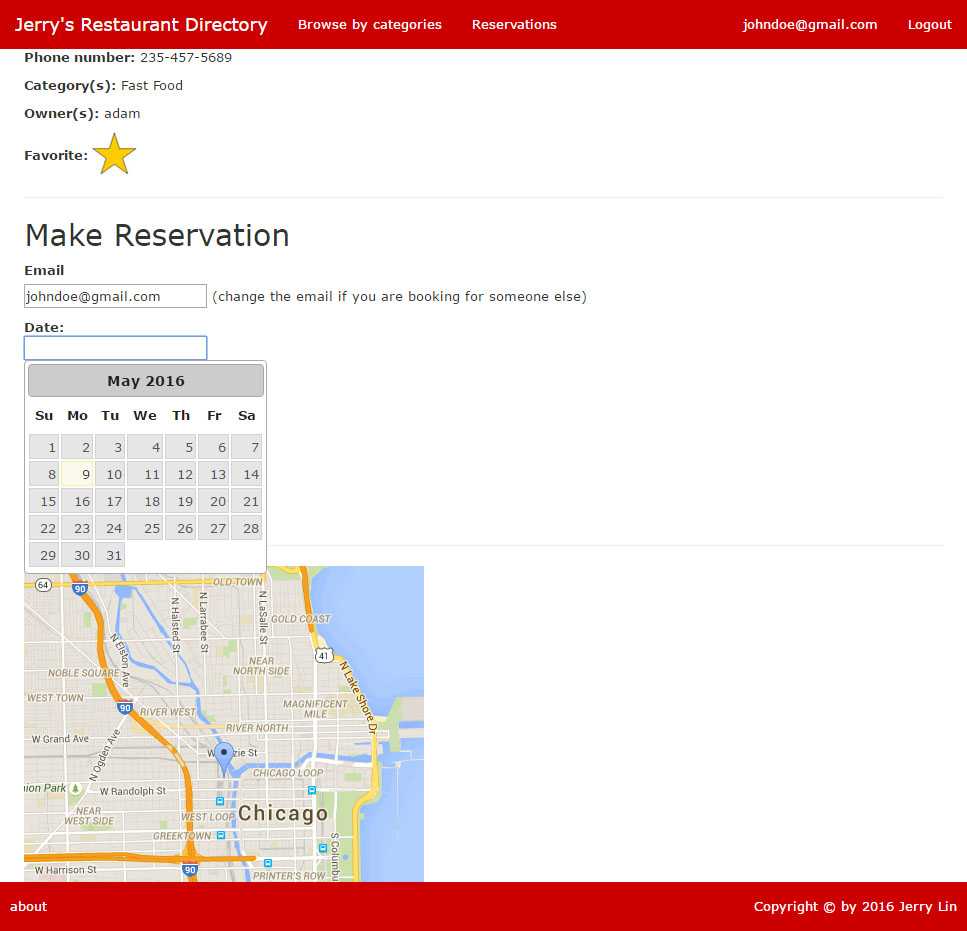 Jerry's Restaurant Directory Browse by categories Reservations johndoe@gmail.com Logout
Phone number: 235-457-5689
Category(s): Fast Food
Owner(s): adam
Favorite:
Make Reservation
Email
johndoe@gmail.com (change the email if you are booking for someone else)
Date:
May 2016
Su Mo Tu We Th Fr Sa
1 2 3 4 5 6 7
8 9 10 11 12 13 14
15 16 17 18 19 20 21
22 23 24 25 26 27 28
29 30 31
64 90 OLD TOWN
N Halsted St
N Larrabee St
N LaSalle St
GOLD COAST
N Elston Ave
41
NEAR
NORTH SIDE
N Lake Shore Dr
NOBLE SQUARE
WEST TOWN
90
RIVER WEST
MAGNIFICENT
MILE
RIVER NORTH
W Grand Ave
N Ogden Ave
zie St
CHICAGO LOOP
ion Park
W Randolph St
NEAR
WEST SIDE
WEST LOOP
Chicago
GREEKTOWN
S Columbu
W Harrison St
90
PRINTER'S ROW
about Copyright © by 2016 Jerry Lin